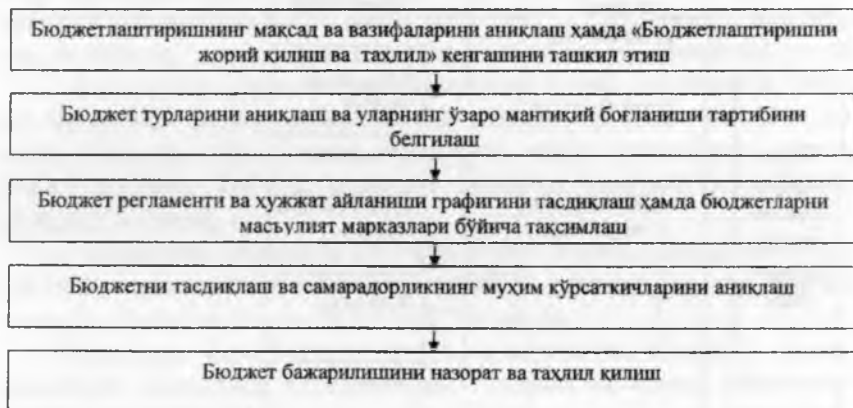 Бюджетлаштиришнинг мақсад ва вазифаларини аниқлаш ҳамда «Бюджетлаштиришни
жорий қилиш ва таҳлил» кенгашини ташкил этиш
Бюджет турларини аниқлаш ва уларнинг ўзаро мантиқий боғланиши тартибини
белгилаш
Бюджет регламенти ва ҳужжат айланиши графигини тасдиқлаш ҳамда бюджетларни
масъулият марказлари бўйича тақсимлаш
Бюджетни тасдиқлаш ва самарадорликнинг муҳим кўрсаткичларини аниқлаш
Бюджет бажарилишини назорат ва таҳлил қилиш